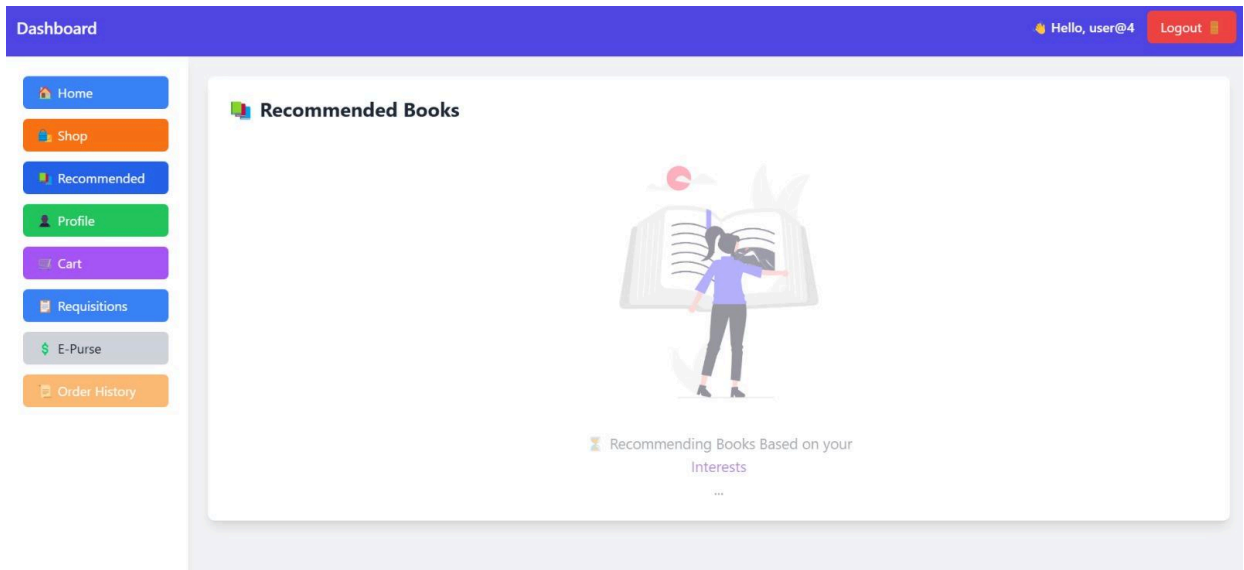 Dashboard
👋 Hello, user@4
Logout 🚪
🏠 Home
🛍️ Shop
📚 Recommended
👤 Profile
🛒 Cart
📋 Requisitions
💲 E-Purse
📜 Order History
📚 Recommended Books
⏳ Recommending Books Based on your
Interests
...